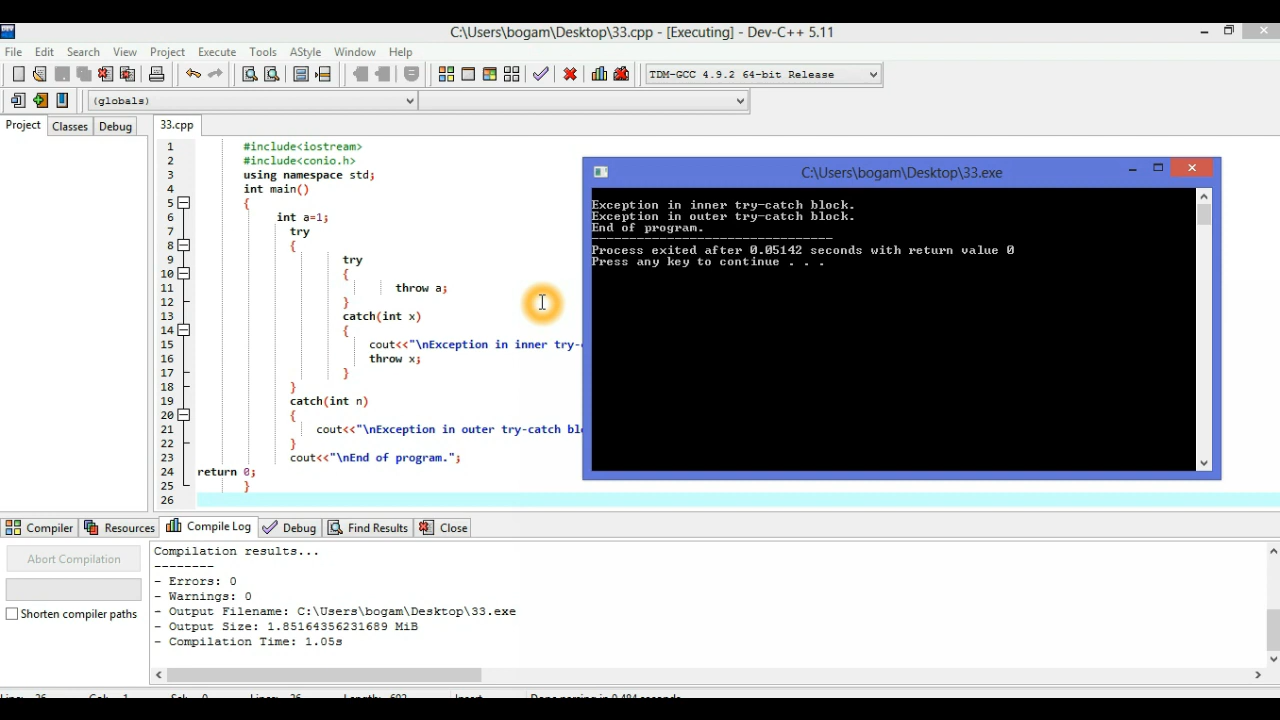 C:\Users\bogam\Desktop\33.cpp - [Executing] - Dev-C++ 5.11
File Edit Search View Project Execute Tools AStyle Window Help
TDM-GCC 4.9.2 64-bit Release
(globals)
Project Classes Debug 33.cpp
1 #include<iostream>
2 #include<conio.h>
3 using namespace std;
4 int main()
5 {
6 int a=1;
7 try
8 {
9 try
10 {
11 throw a;
12 }
13 catch(int x)
14 {
15 cout<<"\nException in inner try-
16 throw x;
17 }
18 }
19 catch(int n)
20 {
21 cout<<"\nException in outer try-catch
22 }
23 cout<<"\nEnd of program.";
24 return 0;
25 }
26
C:\Users\bogam\Desktop\33.exe
Exception in inner try-catch block.
Exception in outer try-catch block.
End of program.
--------------------------------
Process exited after 0.05142 seconds with return value 0
Press any key to continue . . .
Compiler Resources Compile Log Debug Find Results Close
Abort Compilation
Shorten compiler paths
Compilation results...
--------
- Errors: 0
- Warnings: 0
- Output Filename: C:\Users\bogam\Desktop\33.exe
- Output Size: 1.85164356231689 MiB
- Compilation Time: 1.05s